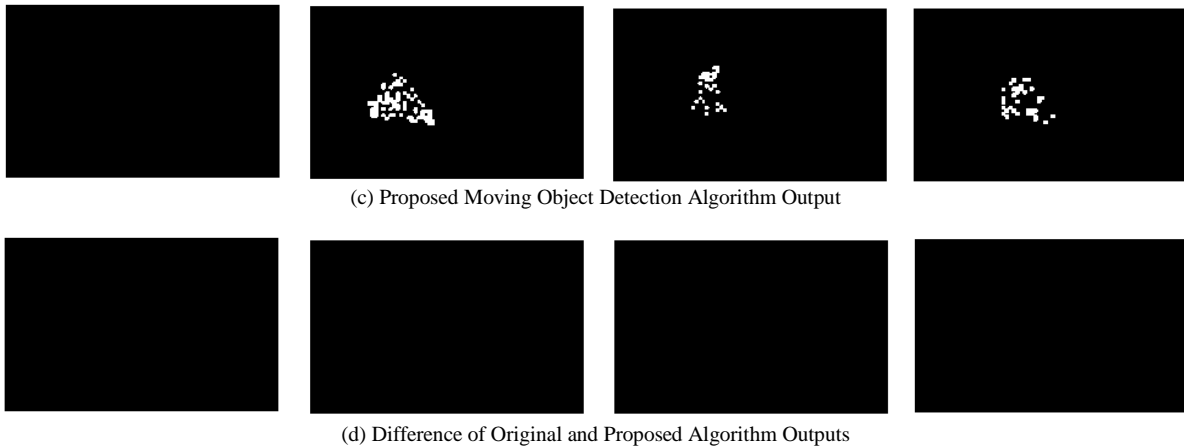 (c) Proposed Moving Object Detection Algorithm Output
(d) Difference of Original and Proposed Algorithm Outputs